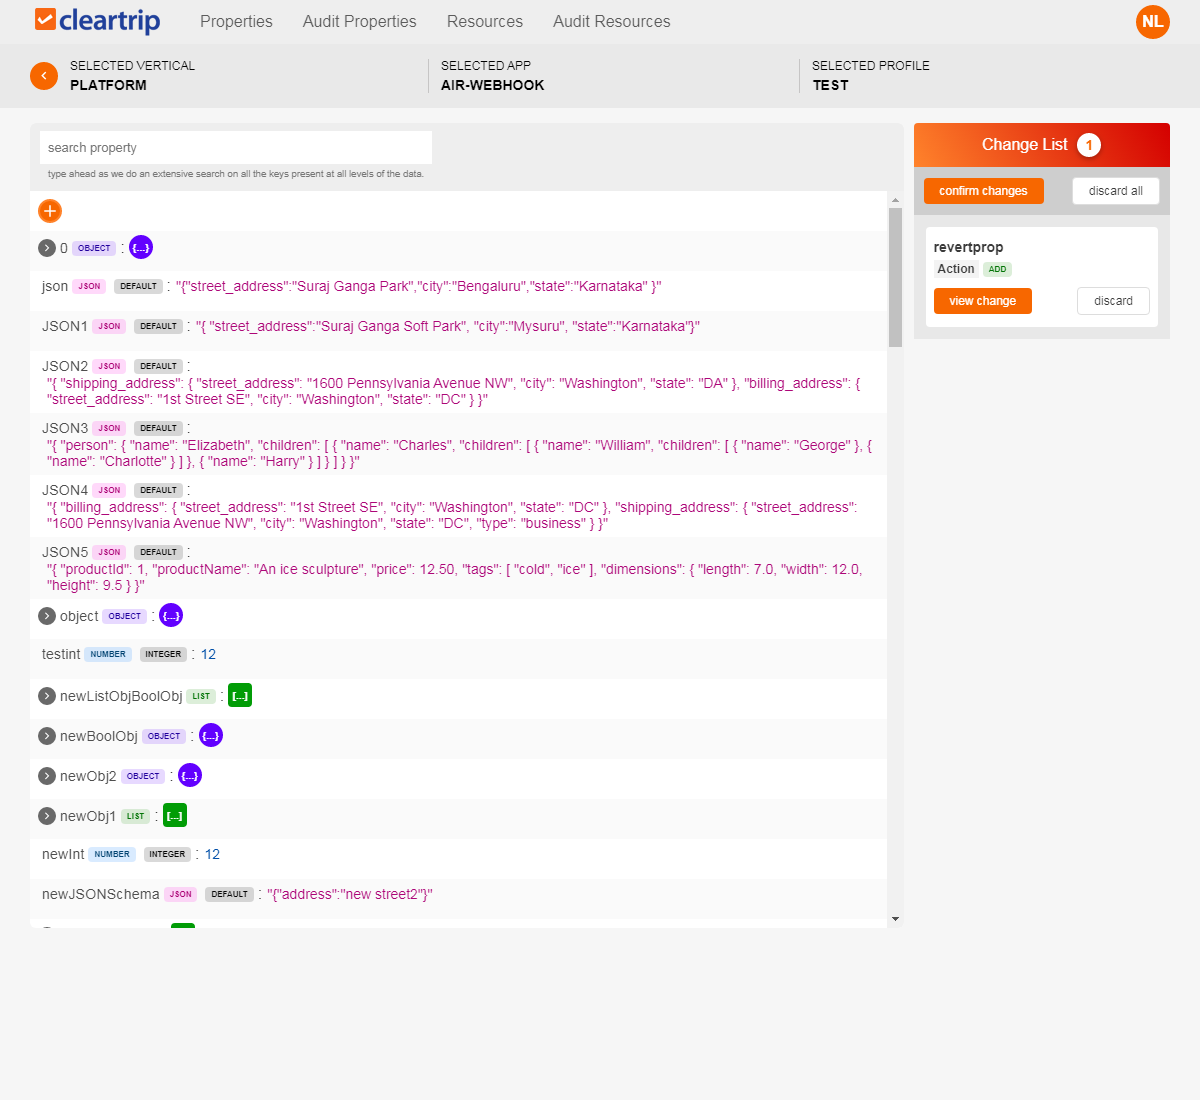 cleartrip
Properties
Audit Properties
Resources
Audit Resources
NL
SELECTED VERTICAL
PLATFORM
SELECTED APP
AIR-WEBHOOK
SELECTED PROFILE
TEST
search property
type ahead as we do an extensive search on all the keys present at all levels of the data.
0 OBJECT : {...}
json JSON DEFAULT : "{"street_address":"Suraj Ganga Park","city":"Bengaluru","state":"Karnataka" }"
JSON1 JSON DEFAULT : "{ "street_address":"Suraj Ganga Soft Park", "city":"Mysuru", "state":"Karnataka"}"
JSON2 JSON DEFAULT :
"{ "shipping_address": { "street_address": "1600 Pennsylvania Avenue NW", "city": "Washington", "state": "DA" }, "billing_address": {
"street_address": "1st Street SE", "city": "Washington", "state": "DC" } }"
JSON3 JSON DEFAULT :
"{ "person": { "name": "Elizabeth", "children": [ { "name": "Charles", "children": [ { "name": "William", "children": [ { "name": "George" }, {
"name": "Charlotte" } ] }, { "name": "Harry" } ] } ] } }"
JSON4 JSON DEFAULT :
"{ "billing_address": { "street_address": "1st Street SE", "city": "Washington", "state": "DC" }, "shipping_address": { "street_address":
"1600 Pennsylvania Avenue NW", "city": "Washington", "state": "DC", "type": "business" } }"
JSON5 JSON DEFAULT :
"{ "productId": 1, "productName": "An ice sculpture", "price": 12.50, "tags": [ "cold", "ice" ], "dimensions": { "length": 7.0, "width": 12.0,
"height": 9.5 } }"
object OBJECT : {...}
testint NUMBER INTEGER : 12
newListObjBoolObj LIST : [...]
newBoolObj OBJECT : {...}
newObj2 OBJECT : {...}
newObj1 LIST : [...]
newInt NUMBER INTEGER : 12
newJSONSchema JSON DEFAULT : "{"address":"new street2"}"
Change List 1
confirm changes
discard all
revertprop
Action ADD
view change
discard